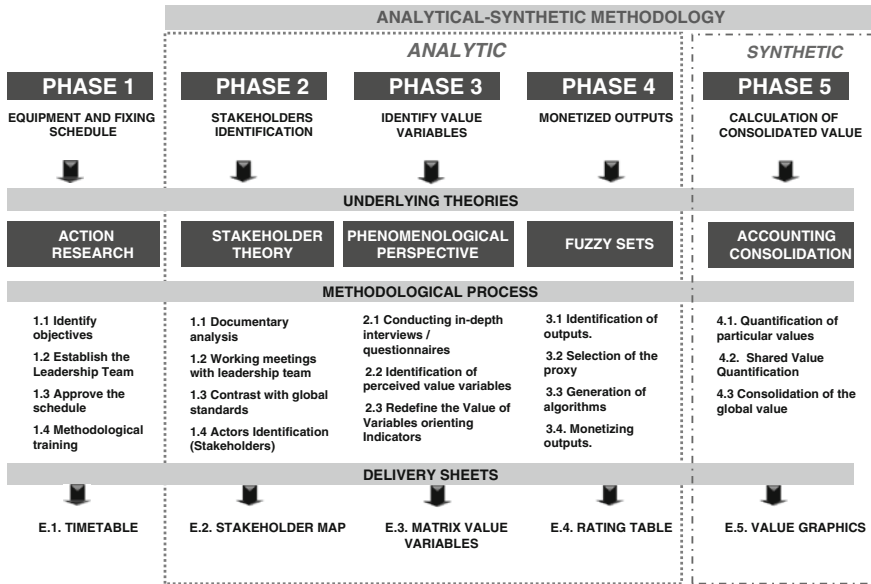 ANALYTICAL-SYNTHETIC METHODOLOGY
ANALYTIC
SYNTHETIC
PHASE 1
PHASE 2
PHASE 3
PHASE 4
PHASE 5
EQUIPMENT AND FIXING
SCHEDULE
STAKEHOLDERS
IDENTIFICATION
IDENTIFY VALUE
VARIABLES
MONETIZED OUTPUTS
CALCULATION OF
CONSOLIDATED VALUE
UNDERLYING THEORIES
ACTION
RESEARCH
STAKEHOLDER
THEORY
PHENOMENOLOGICAL
PERSPECTIVE
FUZZY SETS
ACCOUNTING
CONSOLIDATION
METHODOLOGICAL PROCESS
1.1 Identify
objectives
1.2 Establish the
Leadership Team
1.3 Approve the
schedule
1.4 Methodological
training
1.1 Documentary
analysis
1.2 Working meetings
with leadership team
1.3 Contrast with global
standards
1.4 Actors Identification
(Stakeholders)
2.1 Conducting in-depth
interviews /
questionnaires
2.2 Identification of
perceived value variables
2.3 Redefine the Value of
Variables orienting
Indicators
3.1 Identification of
outputs.
3.2 Selection of the
proxy
3.3 Generation of
algorithms
3.4. Monetizing
outputs.
4.1. Quantification of
particular values
4.2. Shared Value
Quantification
4.3 Consolidation of the
global value
DELIVERY SHEETS
E.1. TIMETABLE
E.2. STAKEHOLDER MAP
E.3. MATRIX VALUE
VARIABLES
E.4. RATING TABLE
E.5. VALUE GRAPHICS